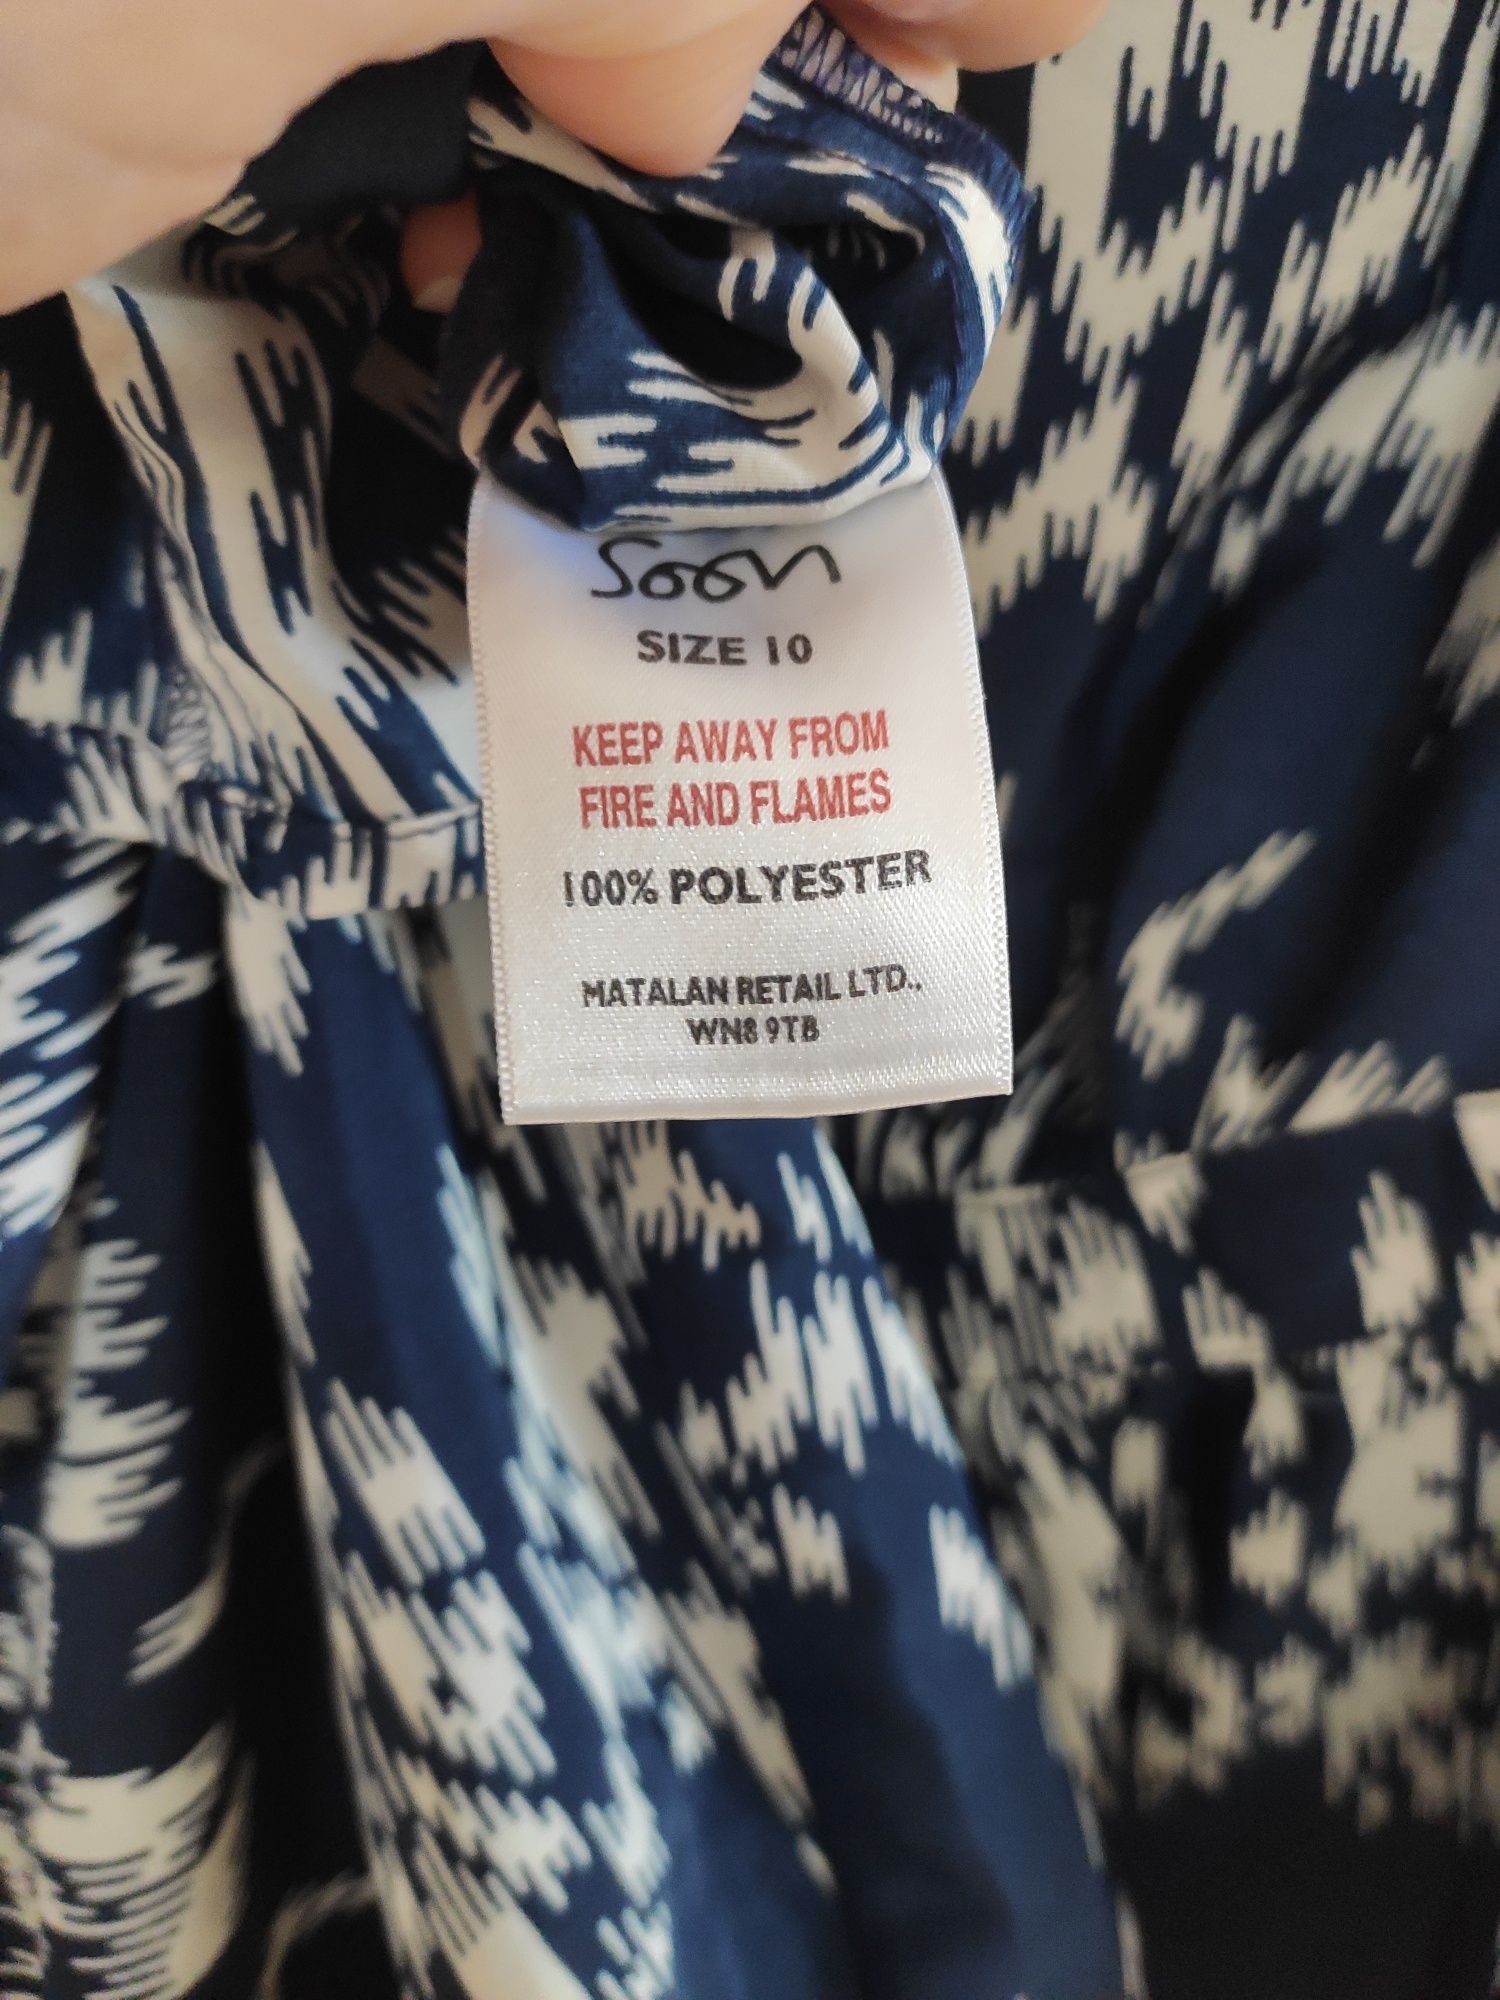 Soon
SIZE 10
KEEP AWAY FROM
FIRE AND FLAMES
100% POLYESTER
MATALAN RETAIL LTD.,
WN8 9TB